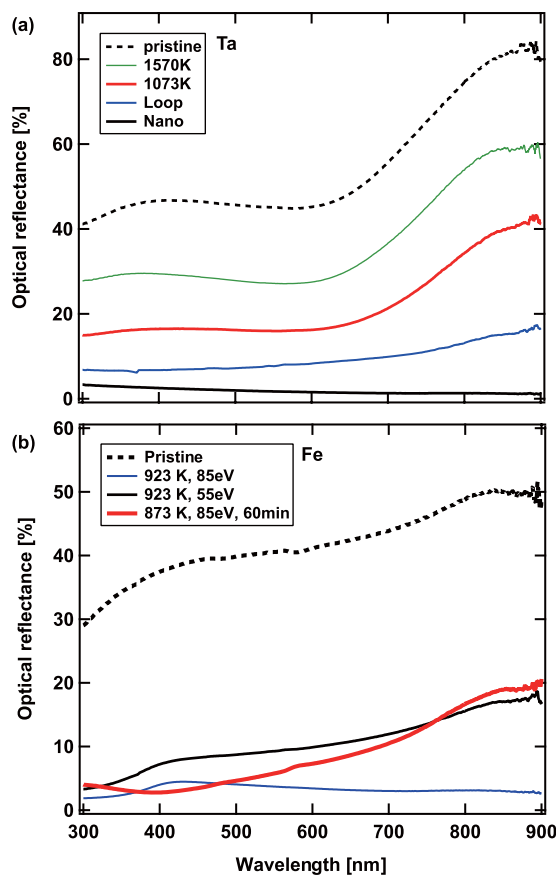 (a)
Ta
pristine
1570K
1073K
Loop
Nano
Optical reflectance [%]
80
60
40
20
0
(b)
Fe
Pristine
923 K, 85eV
923 K, 55eV
873 K, 85eV, 60min
Optical reflectance [%]
60
50
40
30
20
10
0
300 400 500 600 700 800 900
Wavelength [nm]